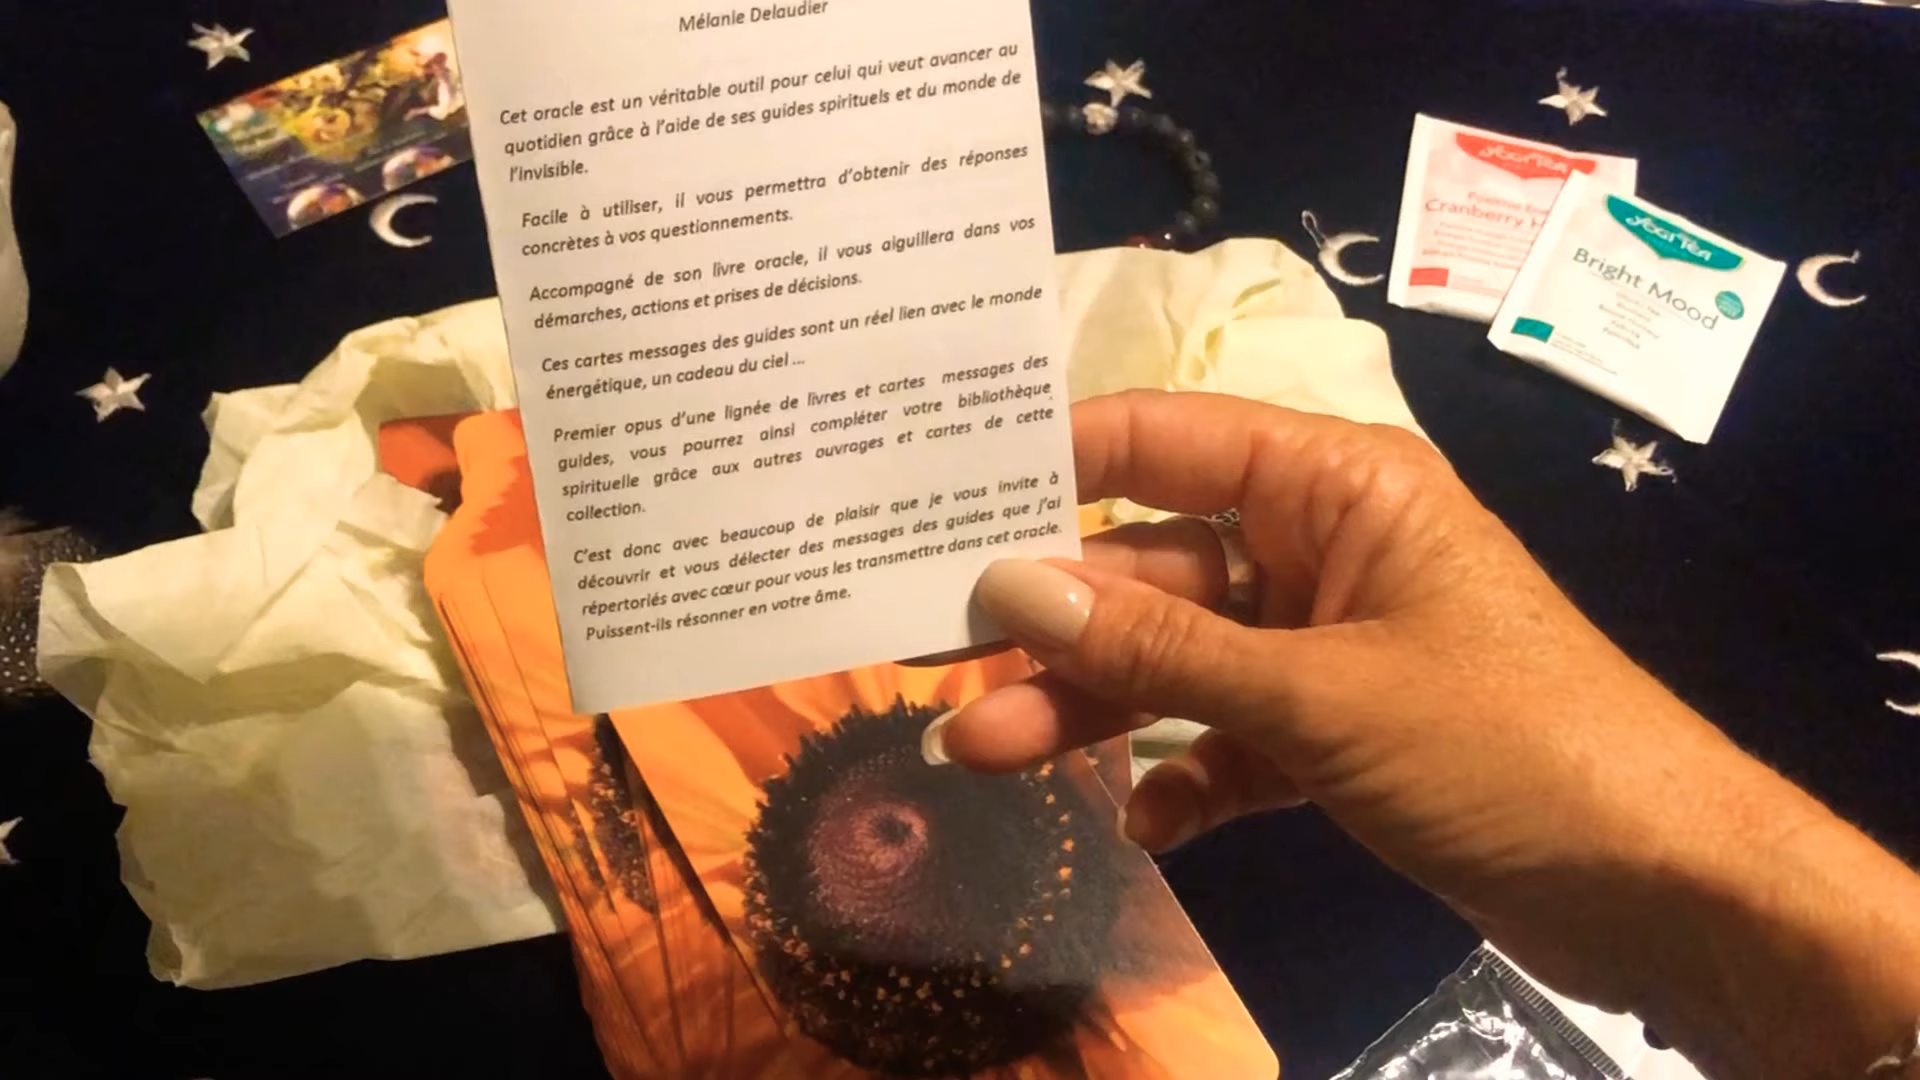 Mélanie Delaudier
Cet oracle est un véritable outil pour celui qui veut avancer au
quotidien grâce à l'aide de ses guides spirituels et du monde de
l'invisible.
Facile à utiliser, il vous permettra d'obtenir des réponses
concrètes à vos questionnements.
Accompagné de son livre oracle, il vous aiguillera dans vos
démarches, actions et prises de décisions.
Ces cartes messages des guides sont un réel lien avec le monde
énergétique, un cadeau du ciel ...
Premier opus d'une lignée de livres et cartes messages des
guides, vous pourrez ainsi compléter votre bibliothèque
spirituelle grâce aux autres ouvrages et cartes de cette
collection.
C'est donc avec beaucoup de plaisir que je vous invite à
découvrir et vous délecter des messages des guides que j'ai
répertoriés avec cœur pour vous les transmettre dans cet oracle.
Puissent-ils résonner en votre âme.
YOGI TEA
Cranberry
YOGI TEA
Bright Mood